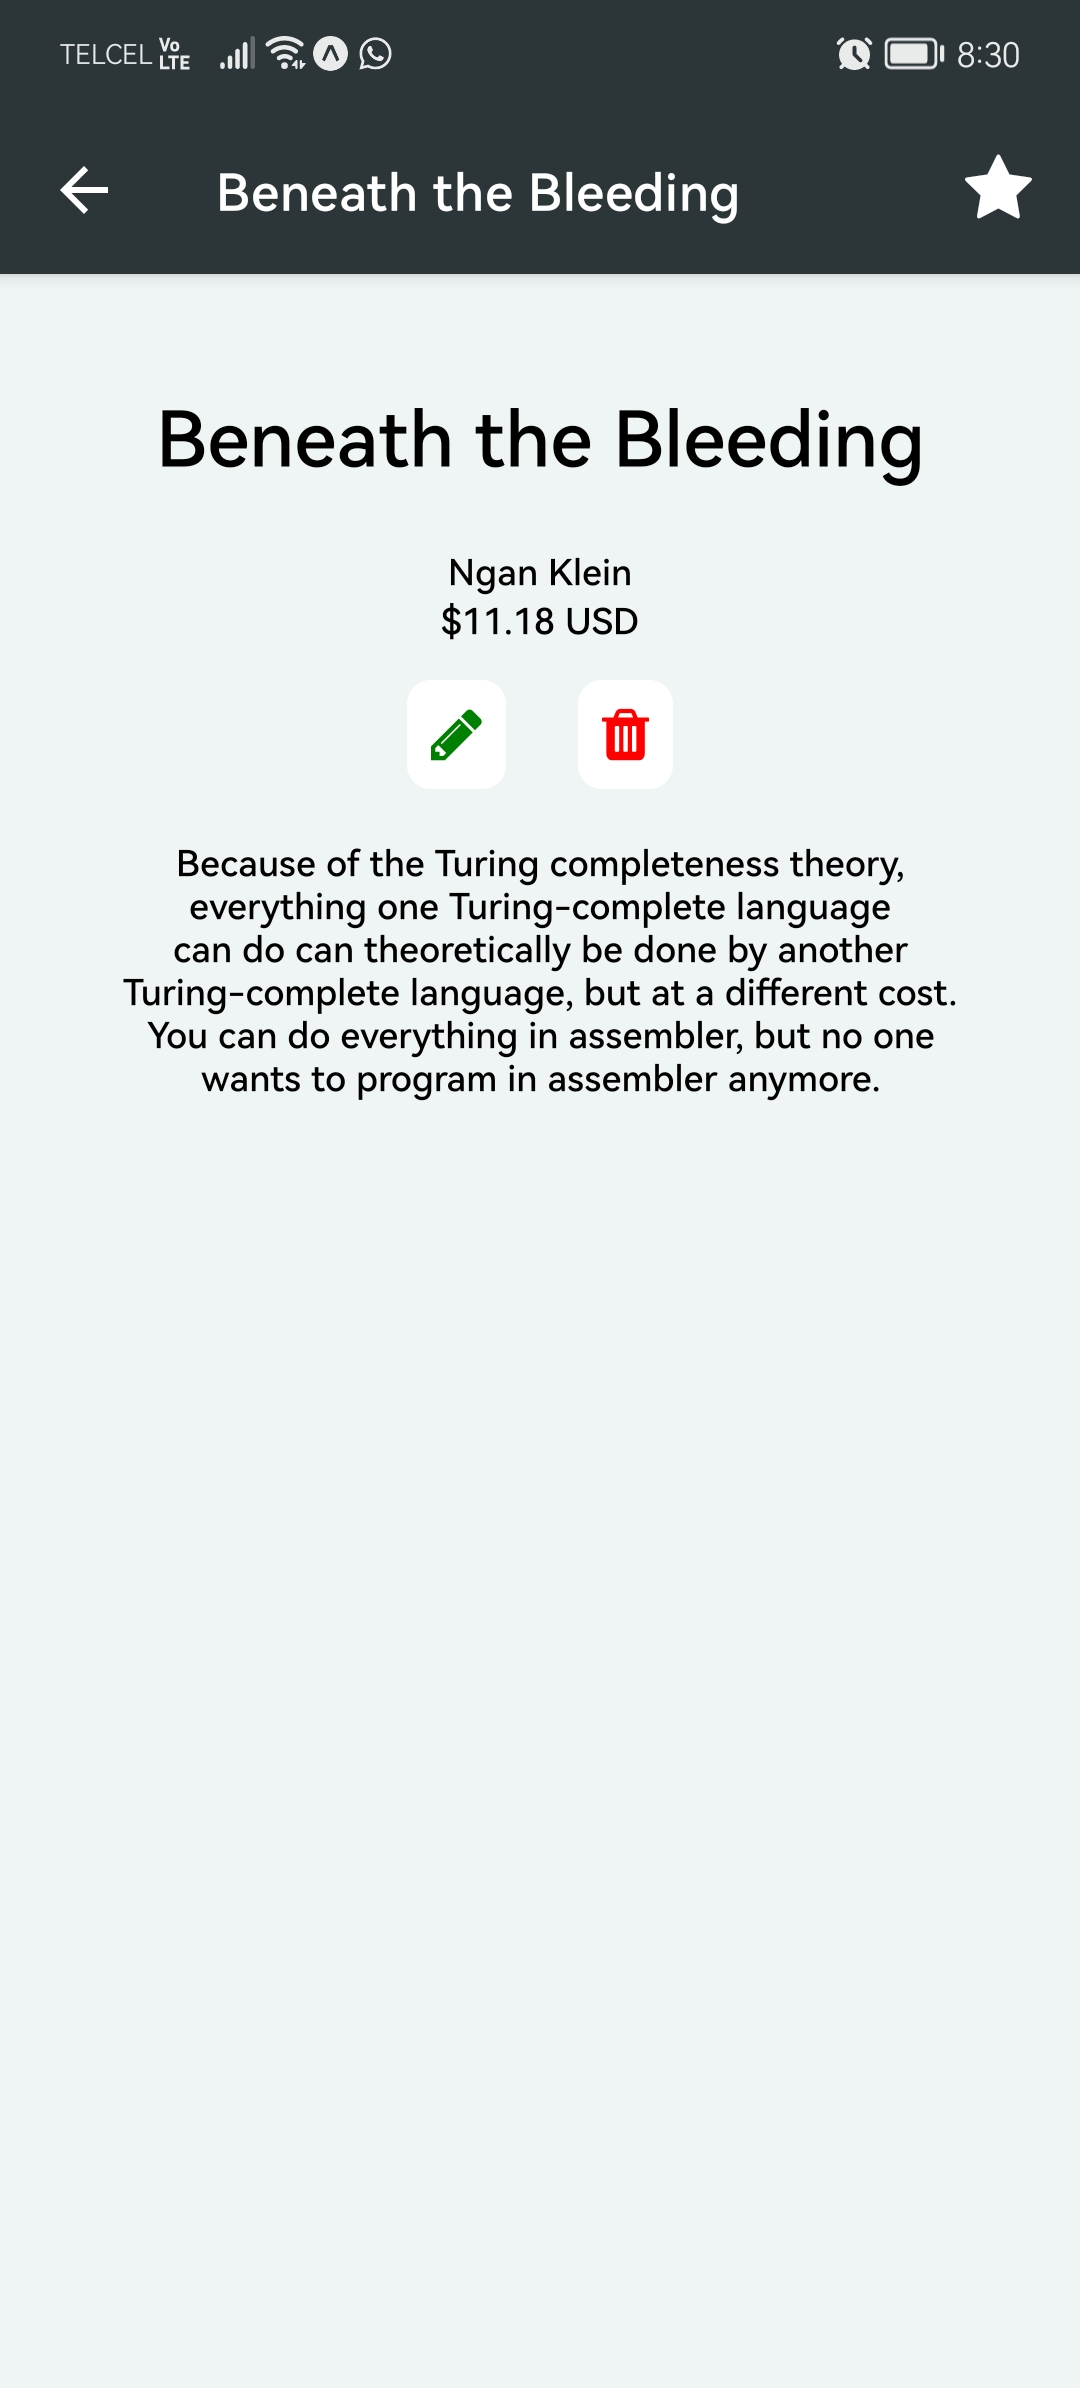 TELCEL Vo LTE 8:30
Beneath the Bleeding
Beneath the Bleeding
Ngan Klein
$11.18 USD
Because of the Turing completeness theory,
everything one Turing-complete language
can do can theoretically be done by another
Turing-complete language, but at a different cost.
You can do everything in assembler, but no one
wants to program in assembler anymore.